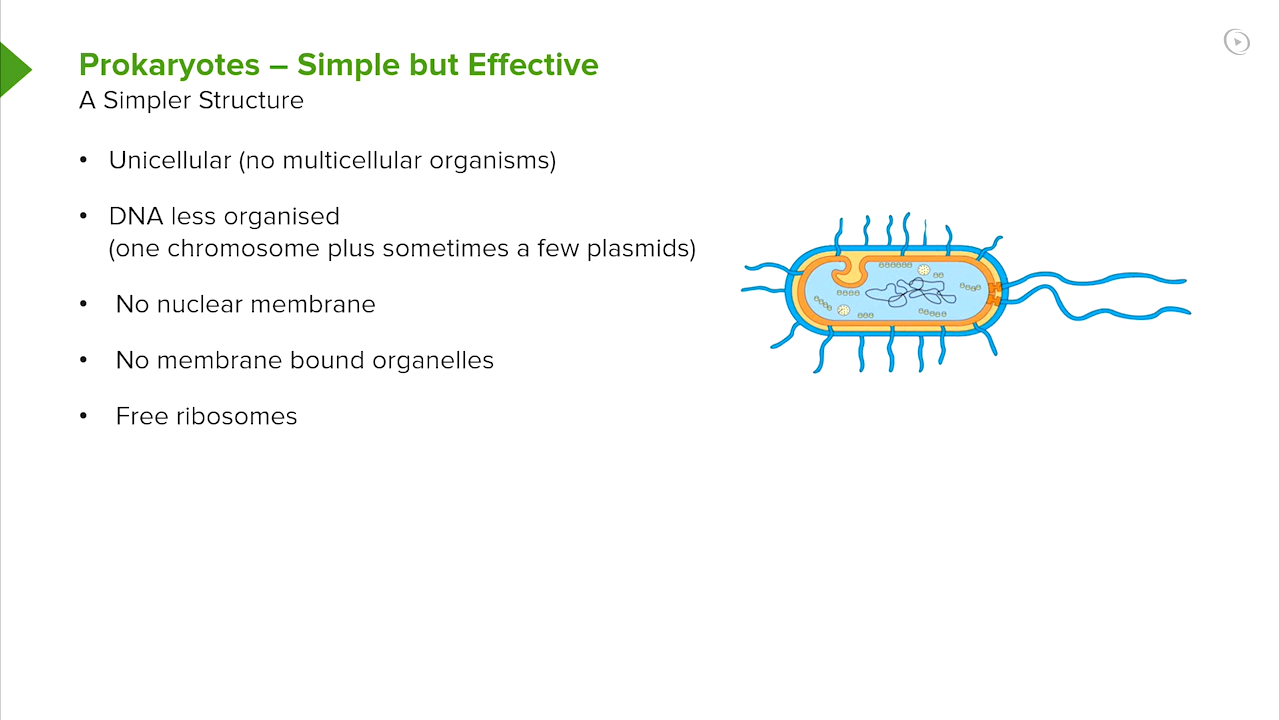 Prokaryotes – Simple but Effective
A Simpler Structure
• Unicellular (no multicellular organisms)
• DNA less organised
(one chromosome plus sometimes a few plasmids)
• No nuclear membrane
• No membrane bound organelles
• Free ribosomes